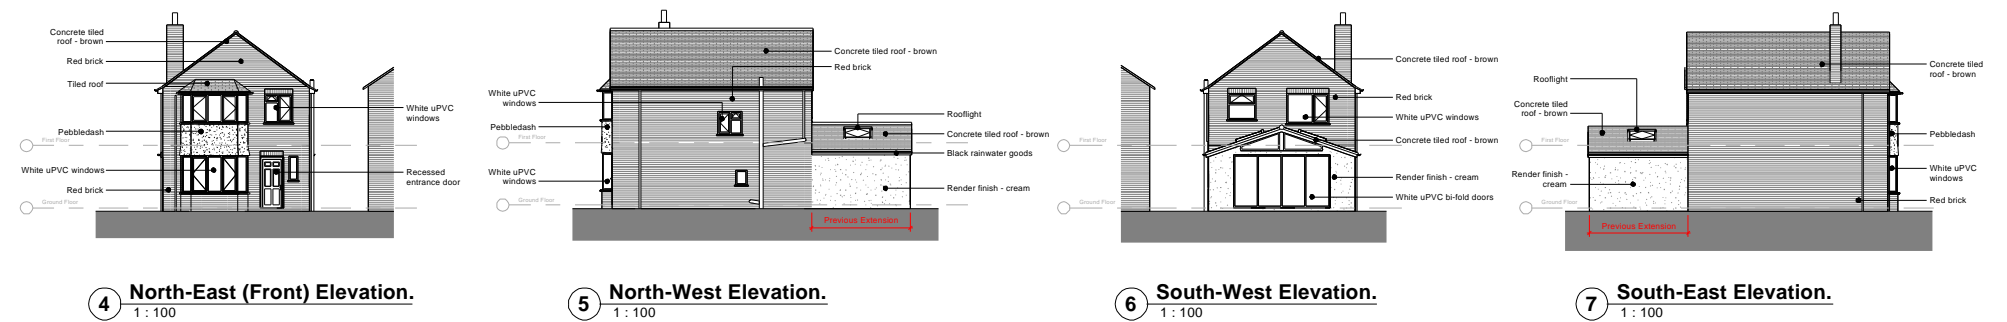 Concrete tiled
roof - brown
Red brick
Tiled roof
Pebbledash
First Floor
White uPVC windows
Red brick
Ground Floor
White uPVC
windows
Recessed
entrance door
4
North-East (Front) Elevation.
1 : 100
White uPVC
windows
Pebbledash
First Floor
White uPVC
windows
Ground Floor
Concrete tiled roof - brown
Red brick
Rooflight
Concrete tiled roof - brown
Black rainwater goods
Render finish - cream
Previous Extension
5
North-West Elevation.
1 : 100
First Floor
Ground Floor
Concrete tiled roof - brown
Red brick
White uPVC windows
Concrete tiled roof - brown
Render finish - cream
White uPVC bi-fold doors
6
South-West Elevation.
1 : 100
Rooflight
Concrete tiled
roof - brown
First Floor
Render finish -
cream
Ground Floor
Previous Extension
Concrete tiled
roof - brown
Pebbledash
White uPVC
windows
Red brick
7
South-East Elevation.
1 : 100